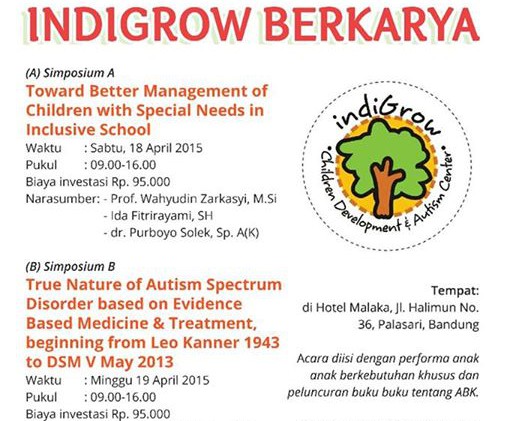 INDIGROW BERKARYA
(A) Simposium A
Toward Better Management of
Children with Special Needs in
Inclusive School
Waktu : Sabtu, 18 April 2015
Pukul : 09.00-16.00
Biaya investasi Rp. 95.000
Narasumber: - Prof. Wahyudin Zarkasyi, M.Si
- Ida Fitrirayami, SH
- dr. Purboyo Solek, Sp. A(K)
indiGrow
• Children Development & Autism Center •
(B) Simposium B
True Nature of Autism Spectrum
Disorder based on Evidence
Based Medicine & Treatment,
beginning from Leo Kanner 1943
to DSM V May 2013
Waktu : Minggu 19 April 2015
Pukul : 09.00-16.00
Biaya investasi Rp. 95.000
Tempat:
di Hotel Malaka, Jl. Halimun No.
36, Palasari, Bandung
Acara diisi dengan performa anak
anak berkebutuhan khusus dan
peluncuran buku buku tentang ABK.